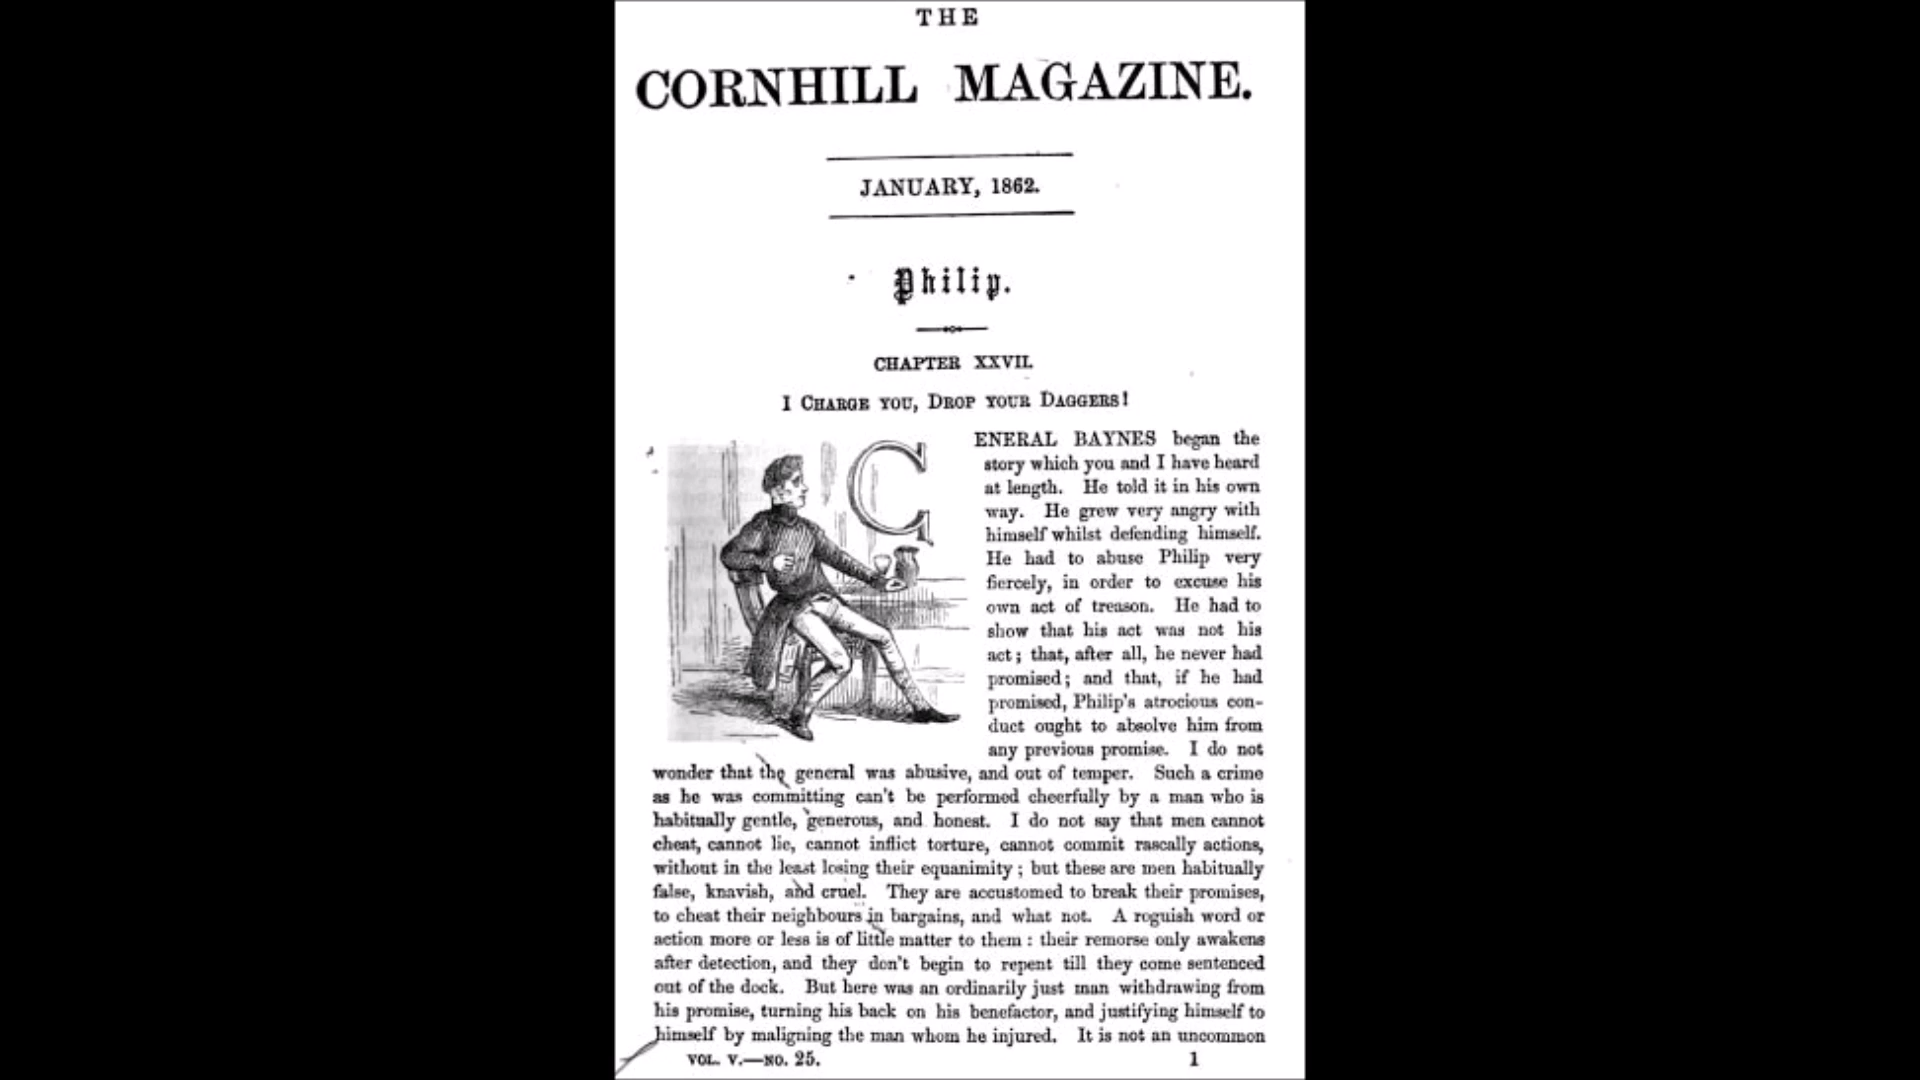 THE
CORNHILL MAGAZINE.
JANUARY, 1862.
Philip.
CHAPTER XXVII.
I CHARGE YOU, DROP YOUR DAGGERS!
GENERAL BAYNES began the
story which you and I have heard
at length. He told it in his own
way. He grew very angry with
himself whilst defending himself.
He had to abuse Philip very
fiercely, in order to excuse his
own act of treason. He had to
show that his act was not his
act; that, after all, he never had
promised; and that, if he had
promised, Philip's atrocious con-
duct ought to absolve him from
any previous promise. I do not
wonder that the general was abusive, and out of temper. Such a crime
as he was committing can't be performed cheerfully by a man who is
habitually gentle, generous, and honest. I do not say that men cannot
cheat, cannot lie, cannot inflict torture, cannot commit rascally actions,
without in the least losing their equanimity; but these are men habitually
false, knavish, and cruel. They are accustomed to break their promises,
to cheat their neighbours in bargains, and what not. A roguish word or
action more or less is of little matter to them: their remorse only awakens
after detection, and they don't begin to repent till they come sentenced
out of the dock. But here was an ordinarily just man withdrawing from
his promise, turning his back on his benefactor, and justifying himself to
himself by maligning the man whom he injured. It is not an uncommon
VOL. V.—NO. 25. 1